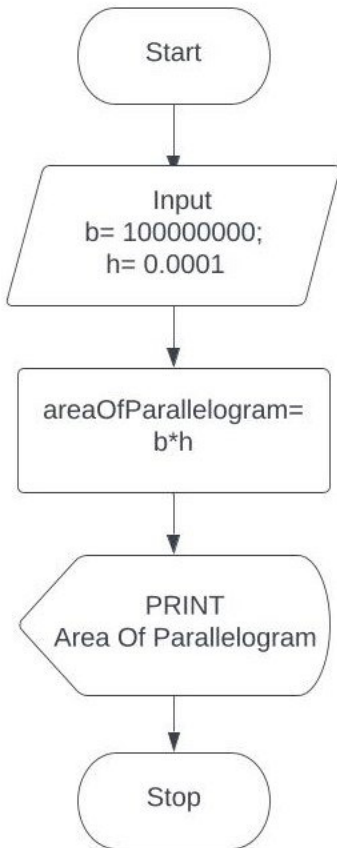 Start
Input
b= 100000000;
h= 0.0001
areaOfParallelogram=
b*h
PRINT
Area Of Parallelogram
Stop